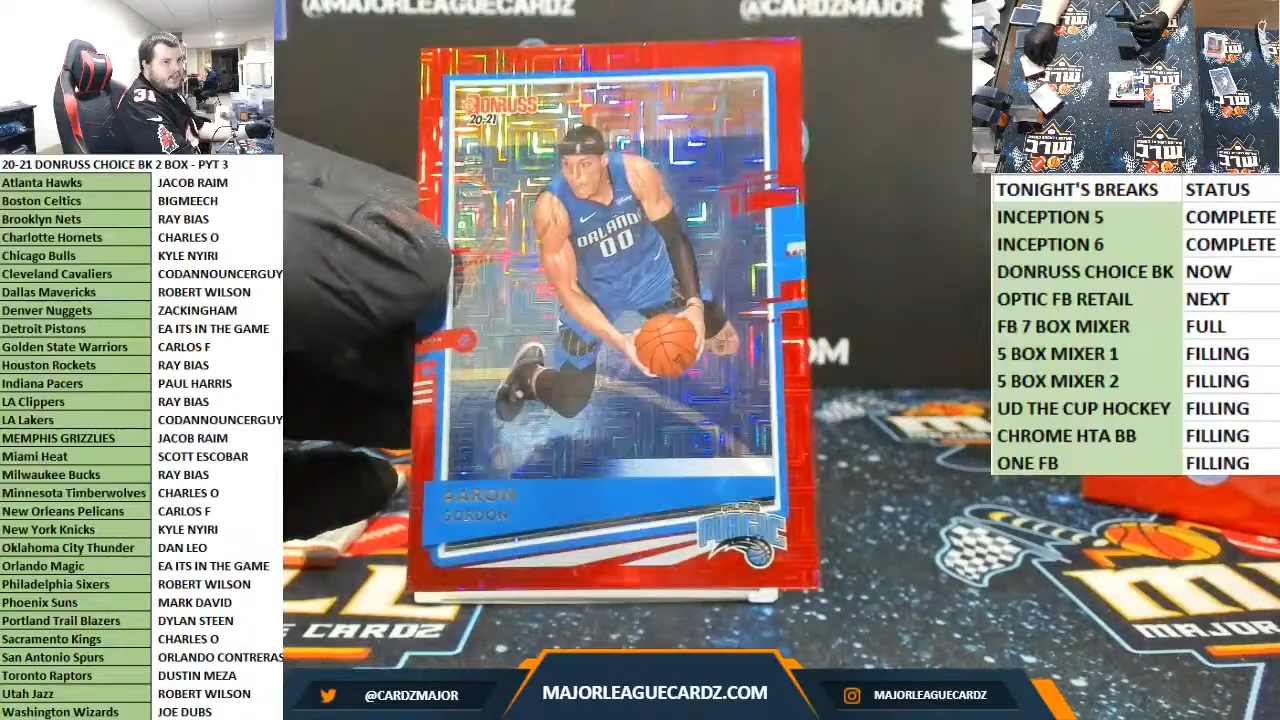 @MAJORLEAGUECARDZ
@CARDZMAJOR
20-21 DONRUSS CHOICE BK 2 BOX - PYT 3
Atlanta Hawks JACOB RAIM
Boston Celtics BIGMEECH
Brooklyn Nets RAY BIAS
Charlotte Hornets CHARLES O
Chicago Bulls KYLE NYIRI
Cleveland Cavaliers CODANNOUNCERGUY
Dallas Mavericks ROBERT WILSON
Denver Nuggets ZACKINGHAM
Detroit Pistons EA ITS IN THE GAME
Golden State Warriors CARLOS F
Houston Rockets RAY BIAS
Indiana Pacers PAUL HARRIS
LA Clippers RAY BIAS
LA Lakers CODANNOUNCERGUY
MEMPHIS GRIZZLIES JACOB RAIM
Miami Heat SCOTT ESCOBAR
Milwaukee Bucks RAY BIAS
Minnesota Timberwolves CHARLES O
New Orleans Pelicans CARLOS F
New York Knicks KYLE NYIRI
Oklahoma City Thunder DAN LEO
Orlando Magic EA ITS IN THE GAME
Philadelphia Sixers ROBERT WILSON
Phoenix Suns MARK DAVID
Portland Trail Blazers DYLAN STEEN
Sacramento Kings CHARLES O
San Antonio Spurs ORLANDO CONTRERAS
Toronto Raptors DUSTIN MEZA
Utah Jazz ROBERT WILSON
Washington Wizards JOE DUBS
DONRUSS
20-21
ORLANDO
00
AARON
GORDON
ORLANDO
MAGIC
OM
E CARDZ
MAJOR
TONIGHT'S BREAKS STATUS
INCEPTION 5 COMPLETE
INCEPTION 6 COMPLETE
DONRUSS CHOICE BK NOW
OPTIC FB RETAIL NEXT
FB 7 BOX MIXER FULL
5 BOX MIXER 1 FILLING
5 BOX MIXER 2 FILLING
UD THE CUP HOCKEY FILLING
CHROME HTA BB FILLING
ONE FB FILLING
@CARDZMAJOR
MAJORLEAGUECARDZ.COM
MAJORLEAGUECARDZ